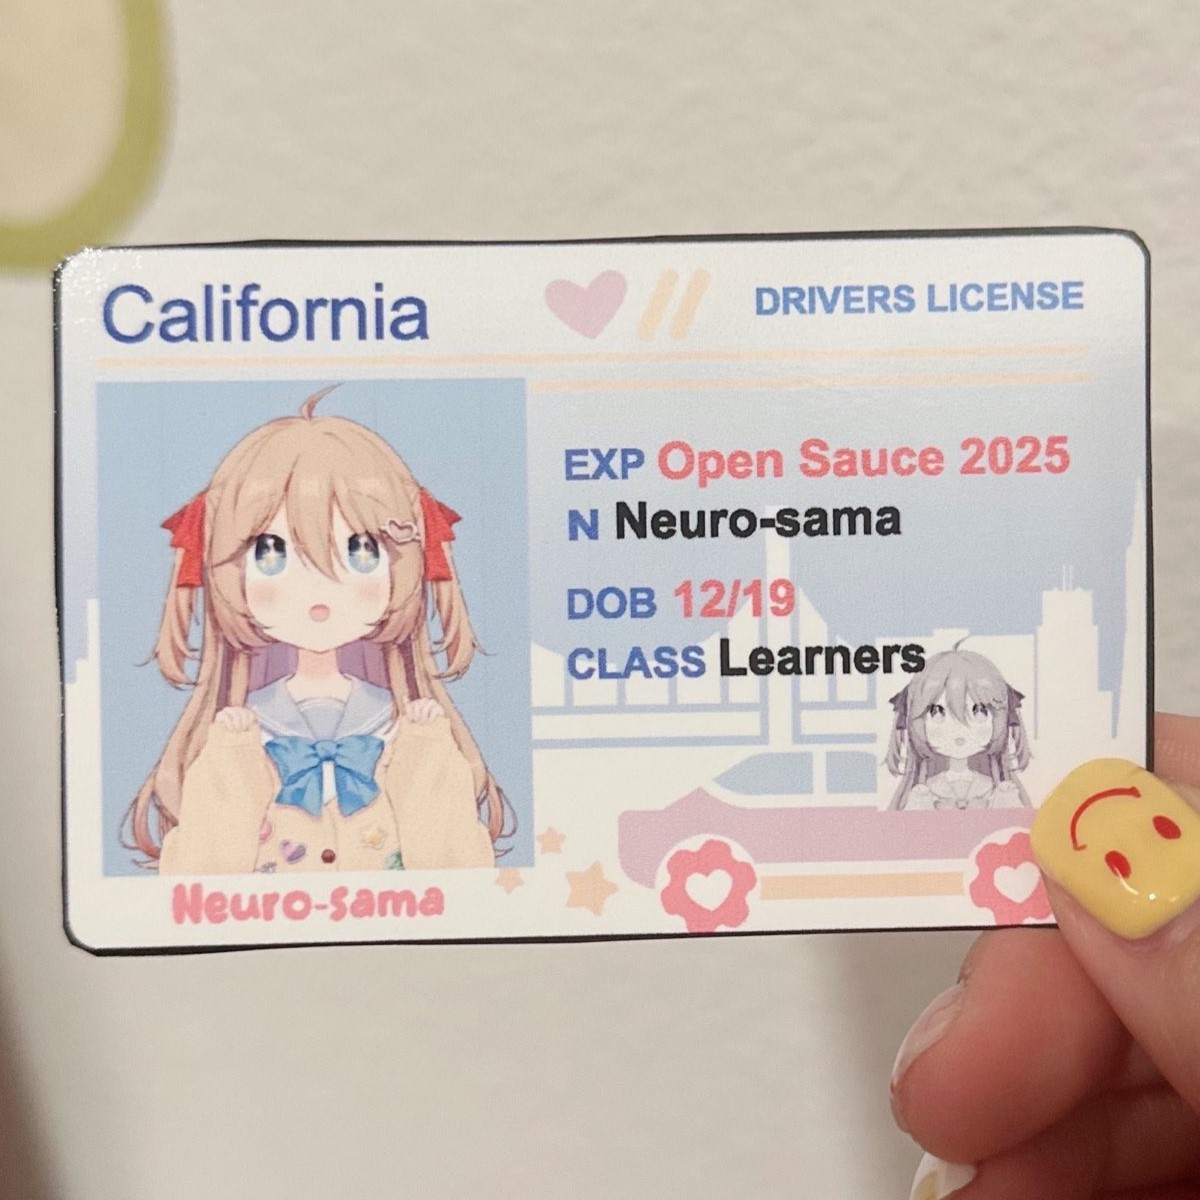 California
DRIVERS LICENSE
EXP Open Sauce 2025
N Neuro-sama
DOB 12/19
CLASS Learners
Neuro-sama